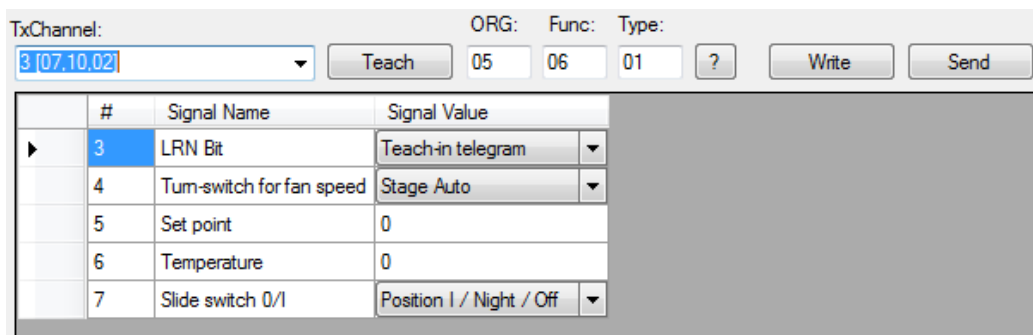 TxChannel: ORG: Func: Type:
3 [07,10,02] Teach 05 06 01 ? Write Send
# Signal Name Signal Value
3 LRN Bit Teach-in telegram
4 Turn-switch for fan speed Stage Auto
5 Set point 0
6 Temperature 0
7 Slide switch 0/I Position I / Night / Off